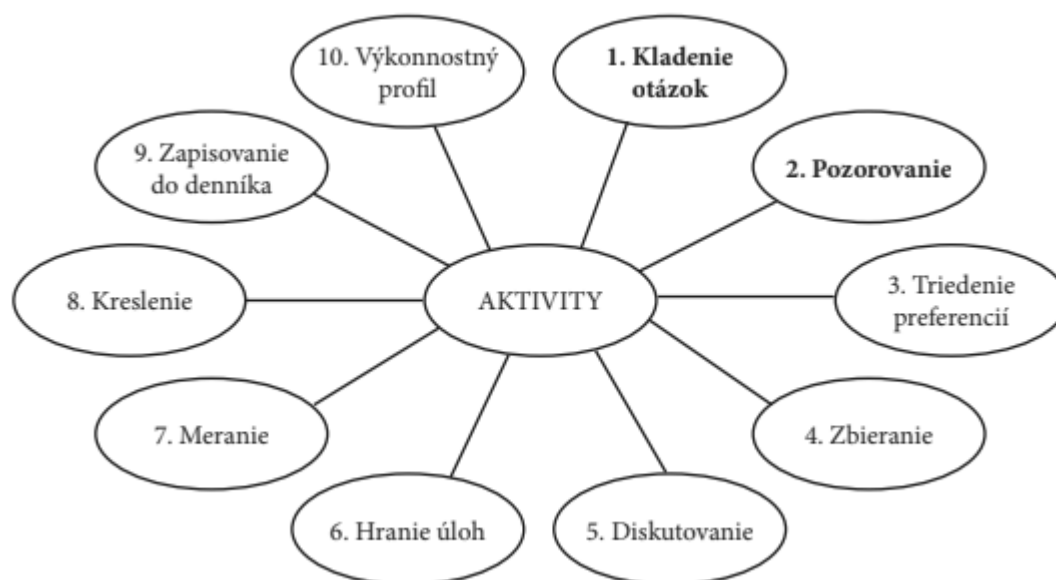 1. Kladenie
otázok
2. Pozorovanie
3. Triedenie
preferencií
4. Zbieranie
5. Diskutovanie
6. Hranie úloh
7. Meranie
8. Kreslenie
9. Zapisovanie
do denníka
10. Výkonnostný
profil
AKTIVITY